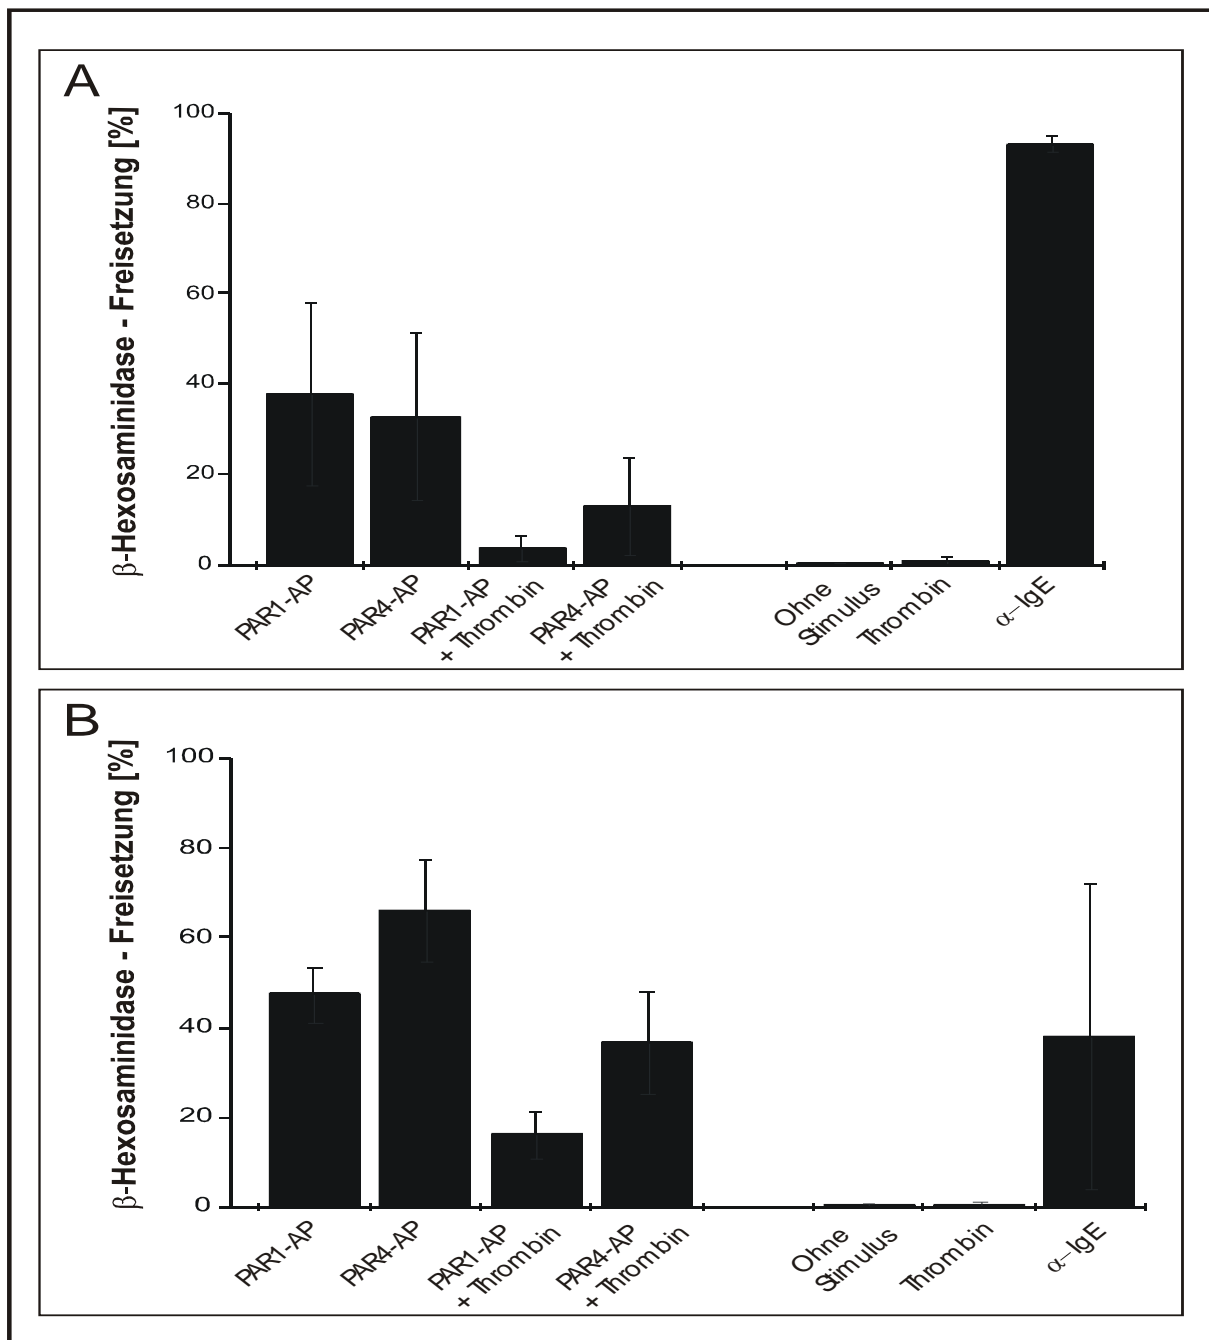 A
β-Hexosaminidase - Freisetzung [%]
100
80
60
40
20
0
PAR1-AP
PAR4-AP
PAR1-AP
+ Thrombin
PAR4-AP
+ Thrombin
Ohne
Stimulus
Thrombin
α–IgE
B
β-Hexosaminidase - Freisetzung [%]
100
80
60
40
20
0
PAR1-AP
PAR4-AP
PAR1-AP
+ Thrombin
PAR4-AP
+ Thrombin
Ohne
Stimulus
Thrombin
α–IgE